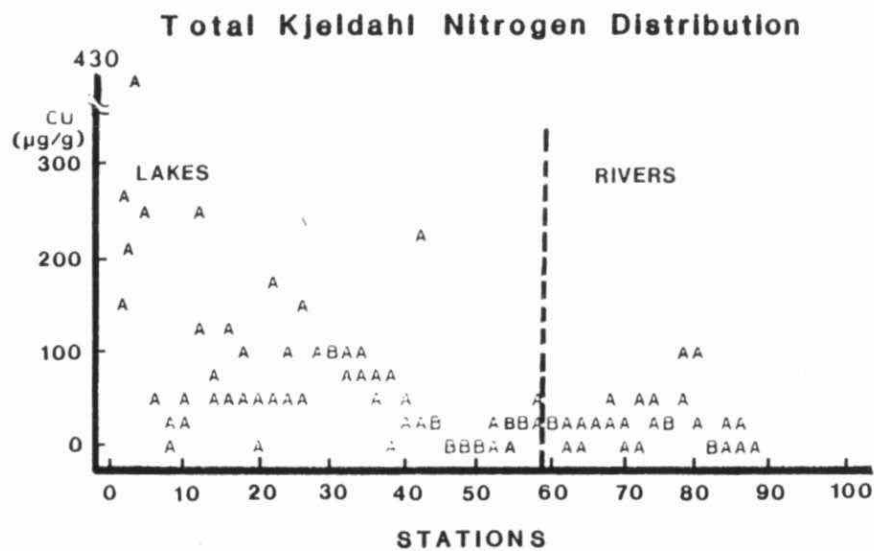 Total Kjeldahl Nitrogen Distribution
430
A
Cu
(µg/g)
300
LAKES
RIVERS
A
A A
A
200
A
A
A A
A A
100
A A A B A A A A
A A A A A
A A A A A A A A A A A A A A A A
A A A A B A B B B A B A A A A A A B A A A
0
A A A B B B A A A A A A B A A A
0 10 20 30 40 50 60 70 80 90 100
STATIONS